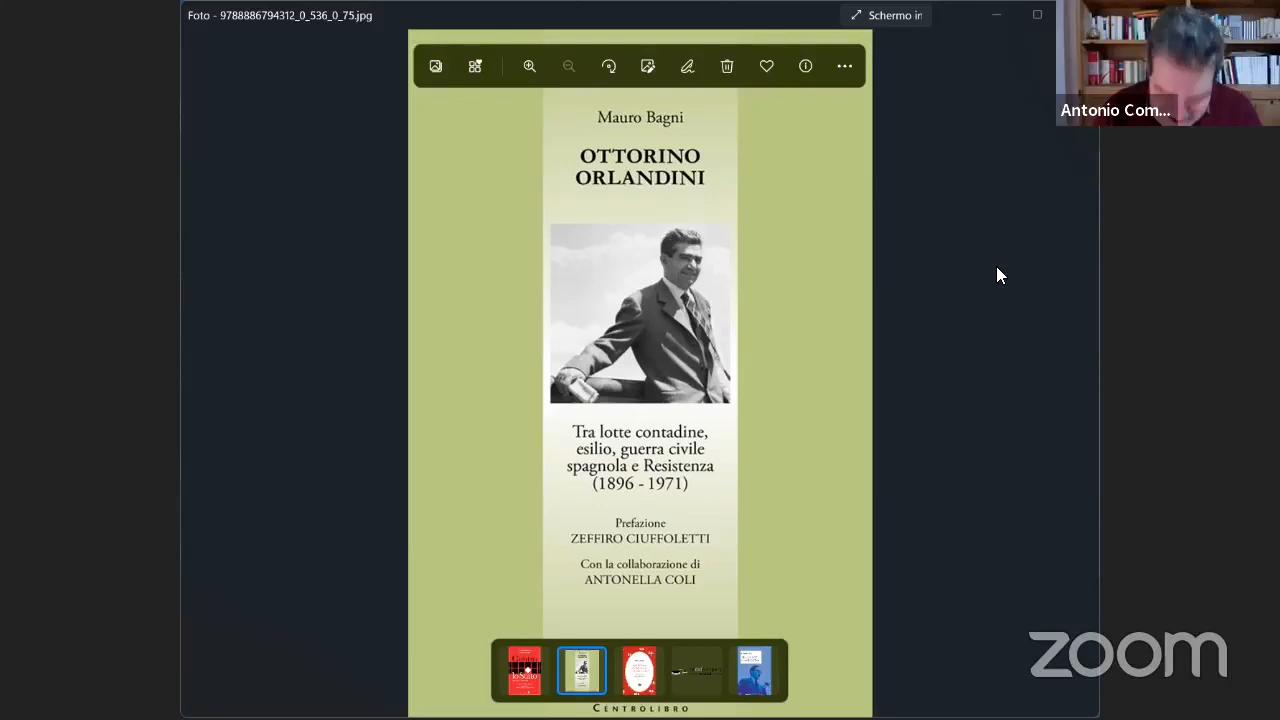 Foto - 9788886794312_0_536_0_75.jpg
Schermo in
Antonio Com...
Mauro Bagni
OTTORINO
ORLANDINI
Tra lotte contadine,
esilio, guerra civile
spagnola e Resistenza
(1896 - 1971)
Prefazione
ZEFFIRO CIUFFOLETTI
Con la collaborazione di
ANTONELLA COLI
CENTROLIBRO
zoom